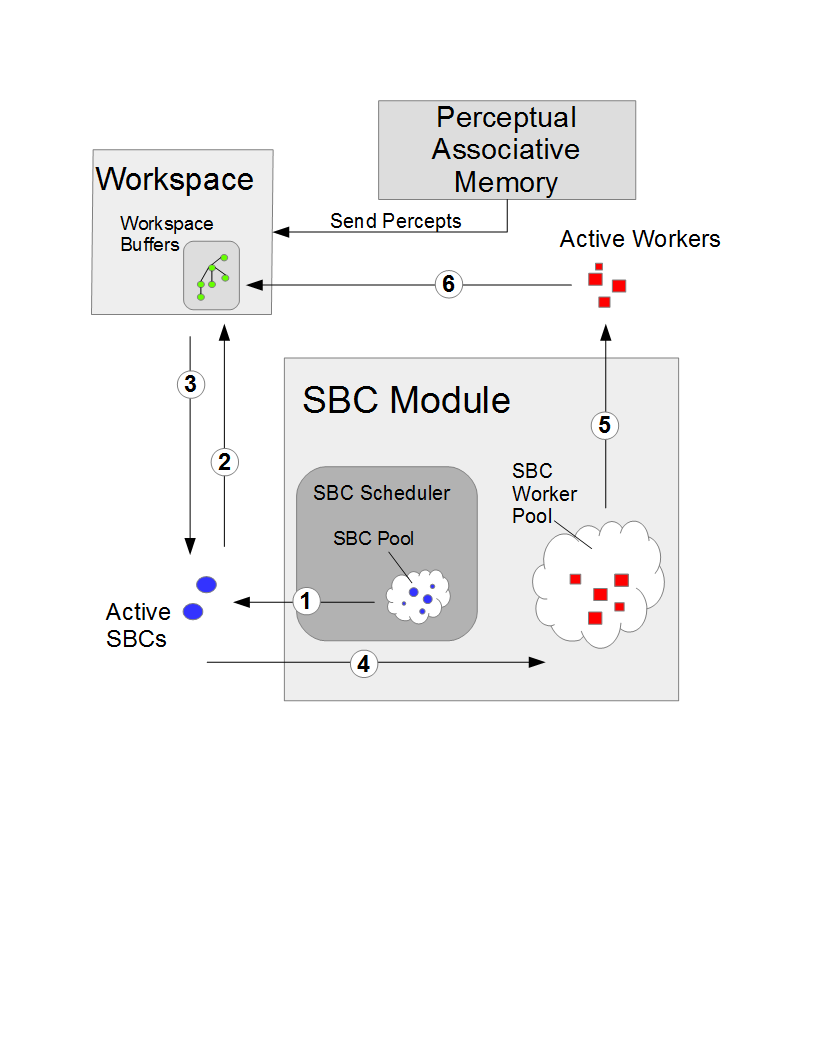 Perceptual
Associative
Memory
Workspace
Workspace
Buffers
Send Percepts
Active Workers
6
3
SBC Module
5
2
SBC
Worker
Pool
SBC Scheduler
SBC Pool
1
Active
SBCs
4